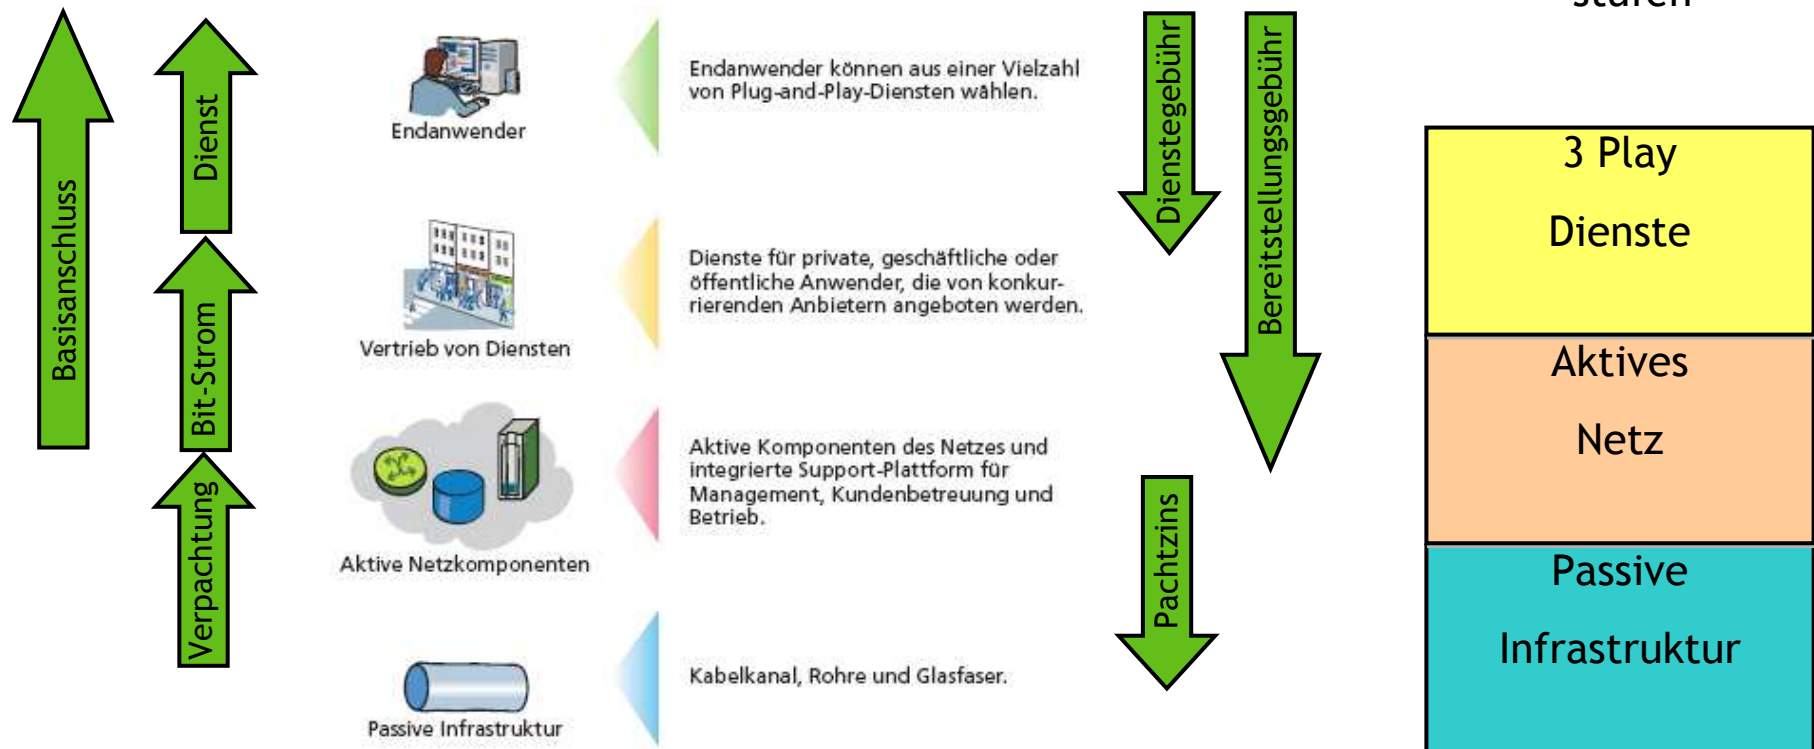 Basisanschluss
Dienst
Bit-Strom
Verpachtung
Endanwender
Endanwender können aus einer Vielzahl
von Plug-and-Play-Diensten wählen.
Vertrieb von Diensten
Dienste für private, geschäftliche oder
öffentliche Anwender, die von konkur-
rierenden Anbietern angeboten werden.
Aktive Netzkomponenten
Aktive Komponenten des Netzes und
integrierte Support-Plattform für
Management, Kundenbetreuung und
Betrieb.
Passive Infrastruktur
Kabelkanal, Rohre und Glasfaser.
Dienstegebühr
Bereitstellungsgebühr
Pachtzins
3 Play
Dienste
Aktives
Netz
Passive
Infrastruktur